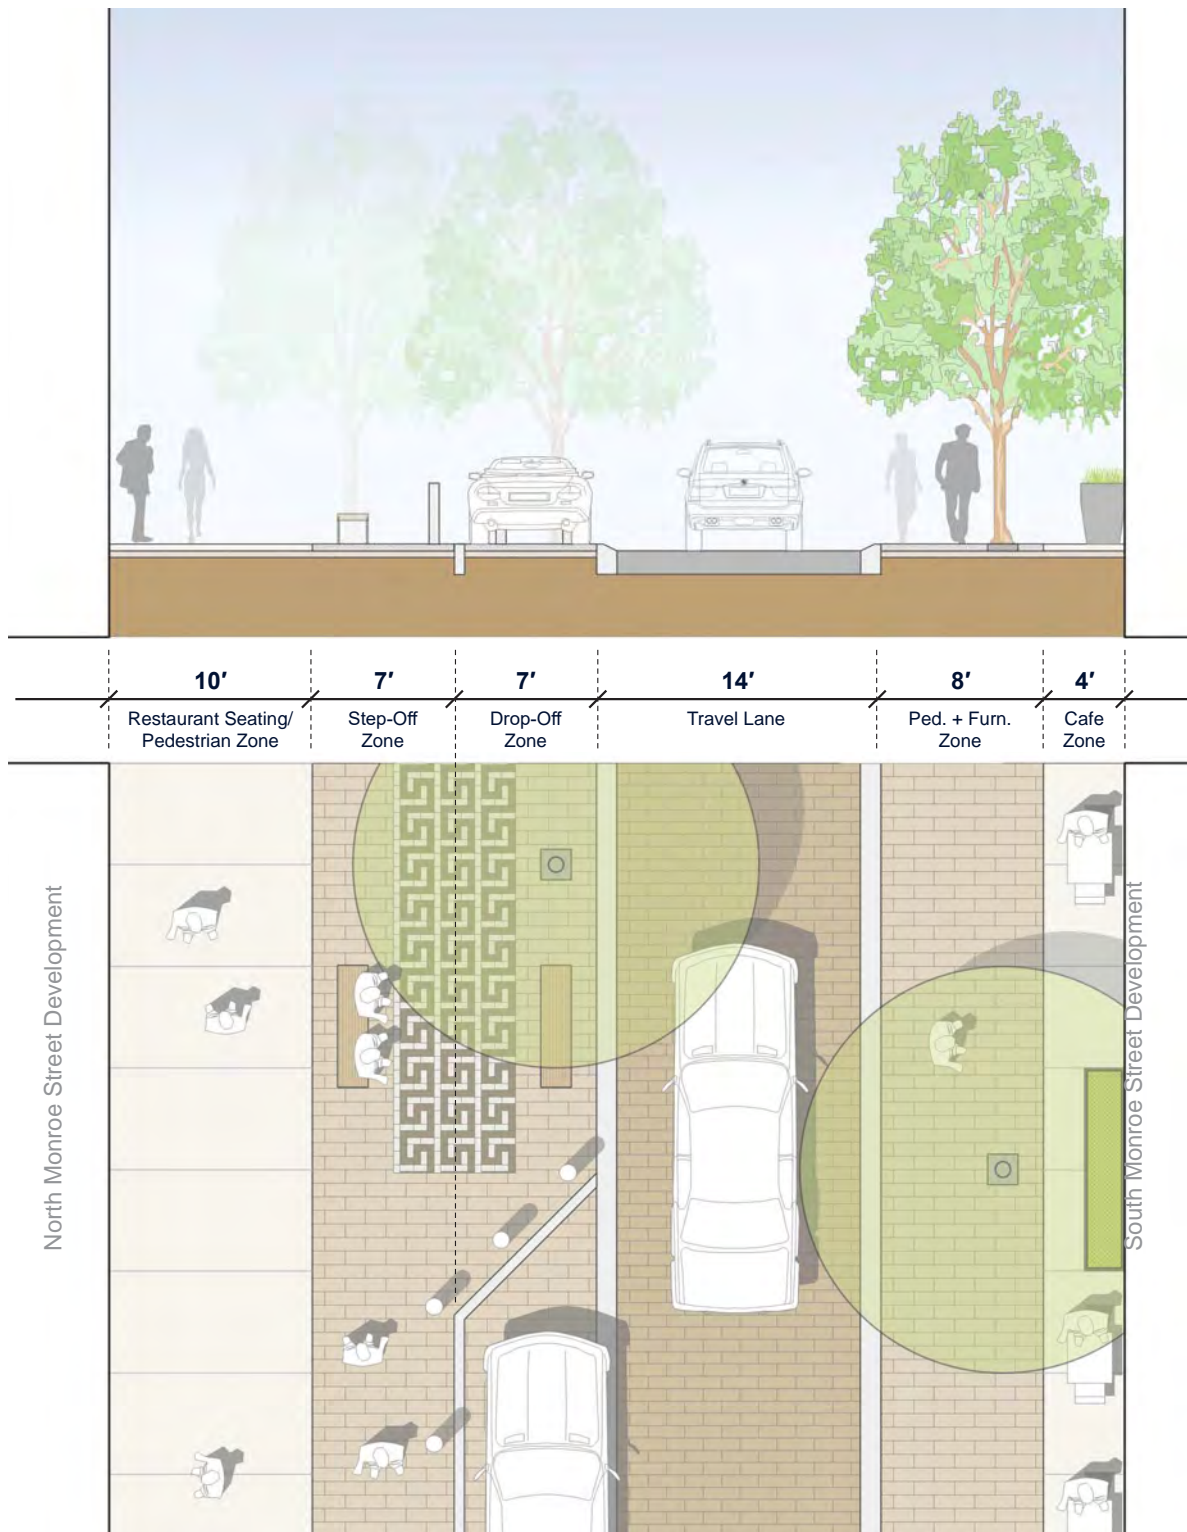 10′ 7′ 7′ 14′ 8′ 4′
Restaurant Seating/
Pedestrian Zone
Step-Off
Zone
Drop-Off
Zone
Travel Lane
Ped. + Furn.
Zone
Cafe
Zone
North Monroe Street Development
South Monroe Street Development